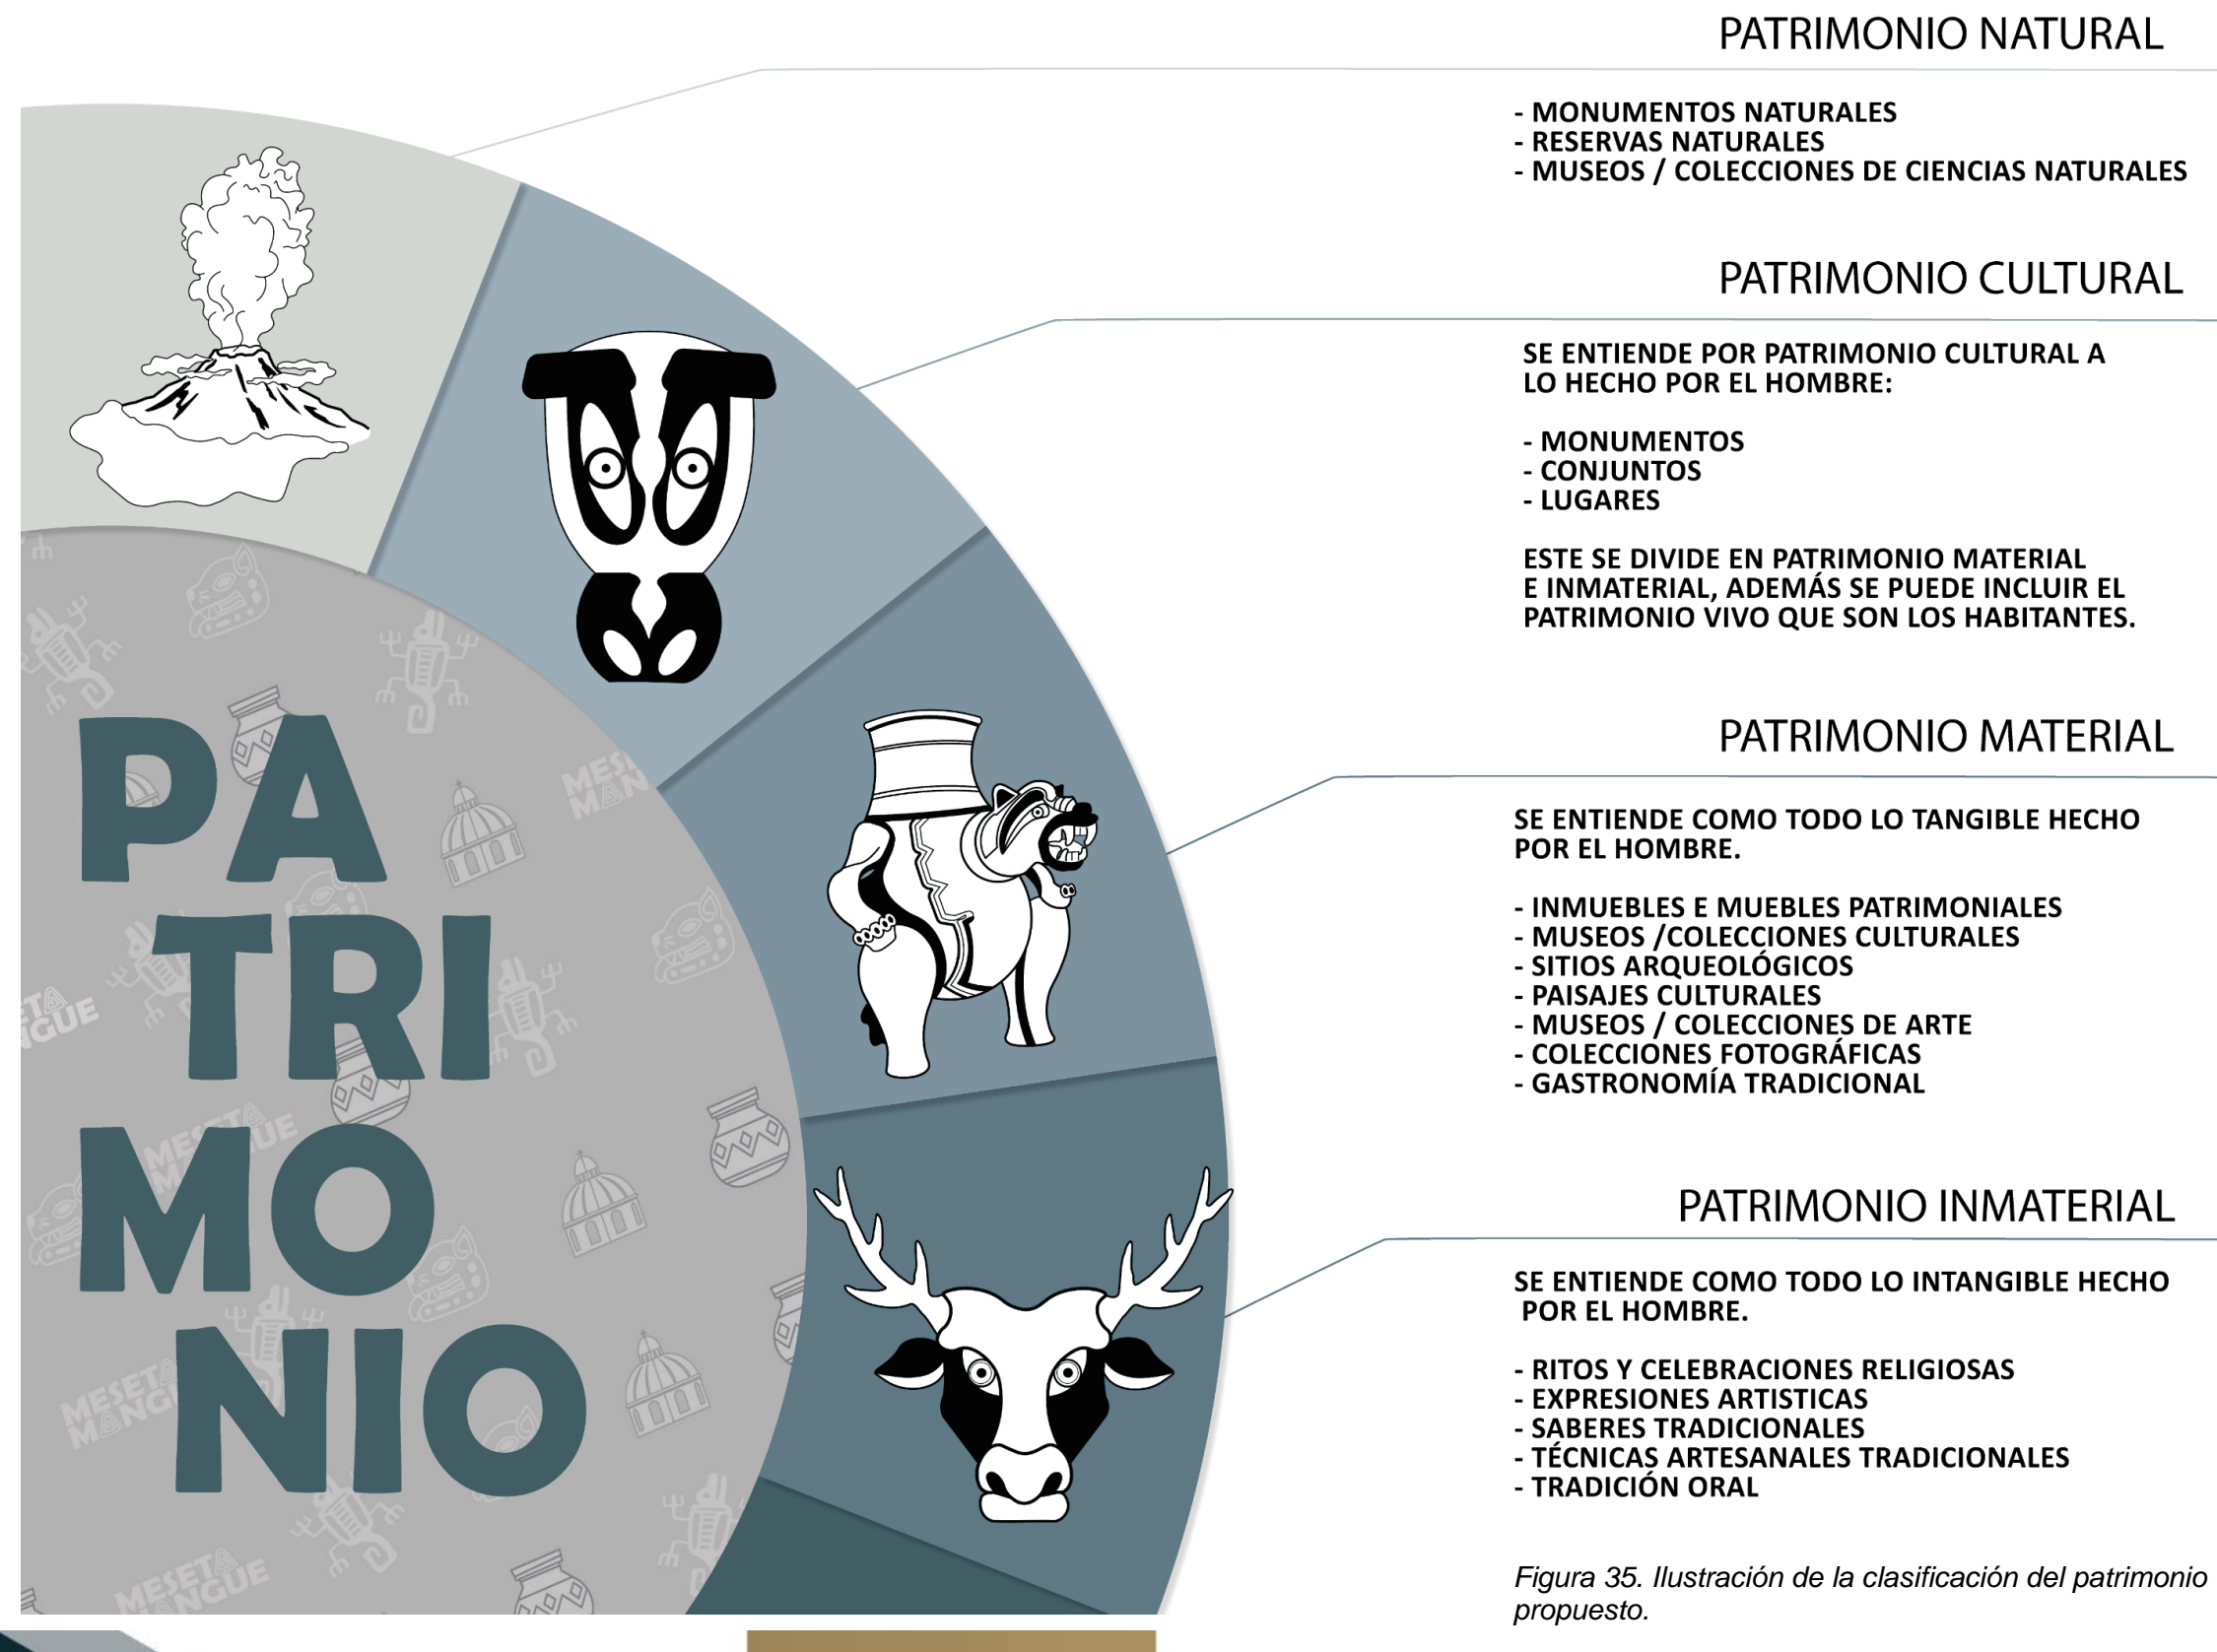 PATRIMONIO NATURAL
- MONUMENTOS NATURALES
- RESERVAS NATURALES
- MUSEOS / COLECCIONES DE CIENCIAS NATURALES
PATRIMONIO CULTURAL
SE ENTIENDE POR PATRIMONIO CULTURAL A
LO HECHO POR EL HOMBRE:
- MONUMENTOS
- CONJUNTOS
- LUGARES
ESTE SE DIVIDE EN PATRIMONIO MATERIAL
E INMATERIAL, ADEMÁS SE PUEDE INCLUIR EL
PATRIMONIO VIVO QUE SON LOS HABITANTES.
PATRIMONIO MATERIAL
SE ENTIENDE COMO TODO LO TANGIBLE HECHO
POR EL HOMBRE.
- INMUEBLES E MUEBLES PATRIMONIALES
- MUSEOS /COLECCIONES CULTURALES
- SITIOS ARQUEOLÓGICOS
- PAISAJES CULTURALES
- MUSEOS / COLECCIONES DE ARTE
- COLECCIONES FOTOGRÁFICAS
- GASTRONOMÍA TRADICIONAL
PATRIMONIO INMATERIAL
SE ENTIENDE COMO TODO LO INTANGIBLE HECHO
POR EL HOMBRE.
- RITOS Y CELEBRACIONES RELIGIOSAS
- EXPRESIONES ARTISTICAS
- SABERES TRADICIONALES
- TÉCNICAS ARTESANALES TRADICIONALES
- TRADICIÓN ORAL
Figura 35. Ilustración de la clasificación del patrimonio
propuesto.
PA
TRI
MO
NIO
MESETA
MANGUE